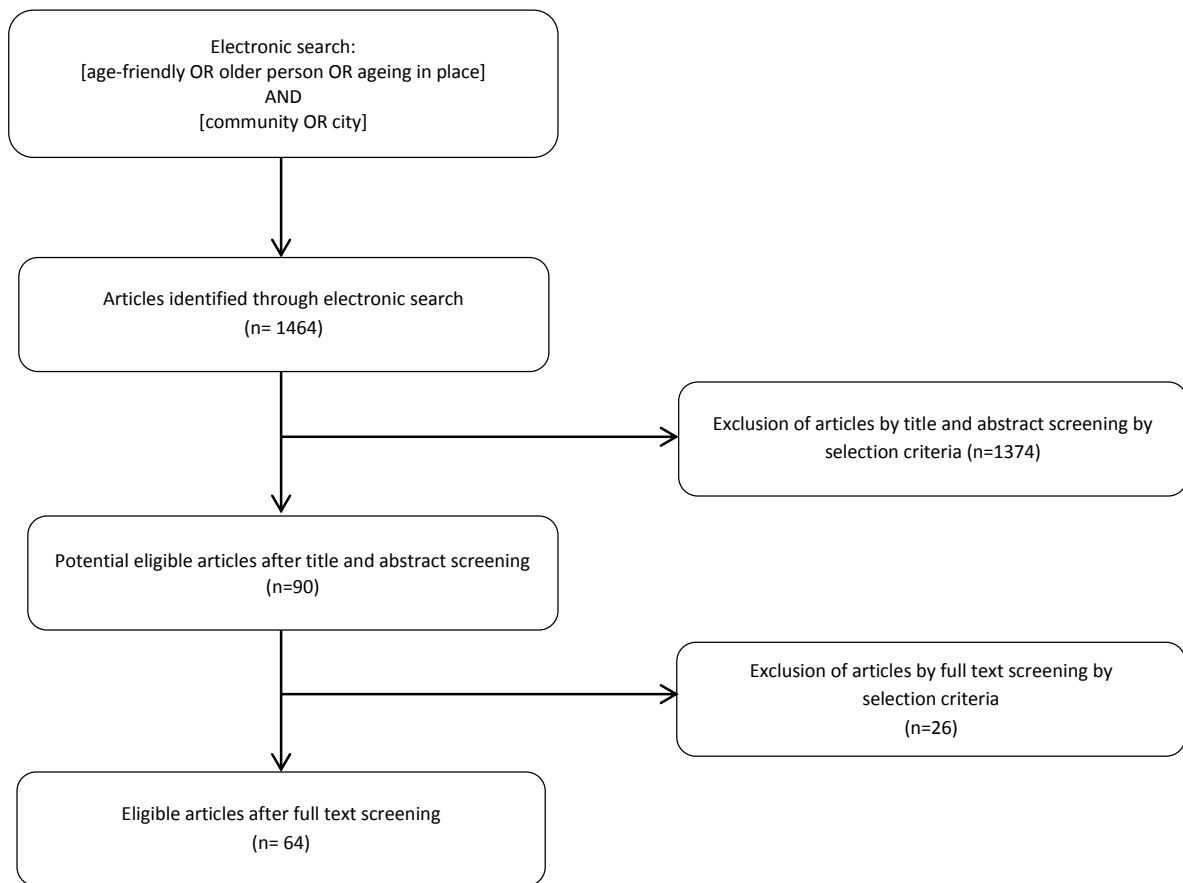 Electronic search:
[age-friendly OR older person OR ageing in place]
AND
[community OR city]
Articles identified through electronic search
(n= 1464)
Exclusion of articles by title and abstract screening by
selection criteria (n=1374)
Potential eligible articles after title and abstract screening
(n=90)
Exclusion of articles by full text screening by
selection criteria
(n=26)
Eligible articles after full text screening
(n= 64)